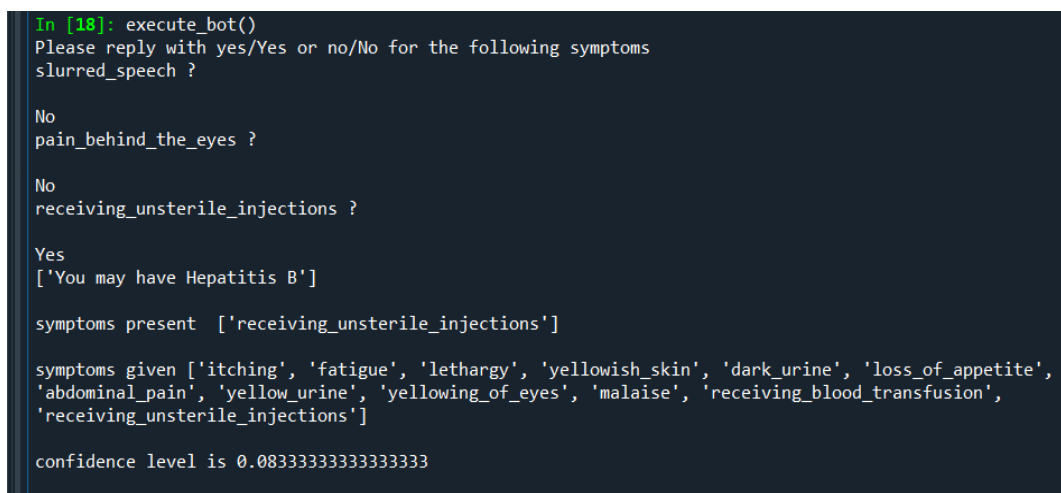 In [18]: execute_bot()
Please reply with yes/Yes or no/No for the following symptoms
slurred_speech ?
No
pain_behind_the_eyes ?
No
receiving_unsterile_injections ?
Yes
['You may have Hepatitis B']
symptoms present  ['receiving_unsterile_injections']
symptoms given ['itching', 'fatigue', 'lethargy', 'yellowish_skin', 'dark_urine', 'loss_of_appetite',
'abdominal_pain', 'yellow_urine', 'yellowing_of_eyes', 'malaise', 'receiving_blood_transfusion',
'receiving_unsterile_injections']
confidence level is 0.08333333333333333